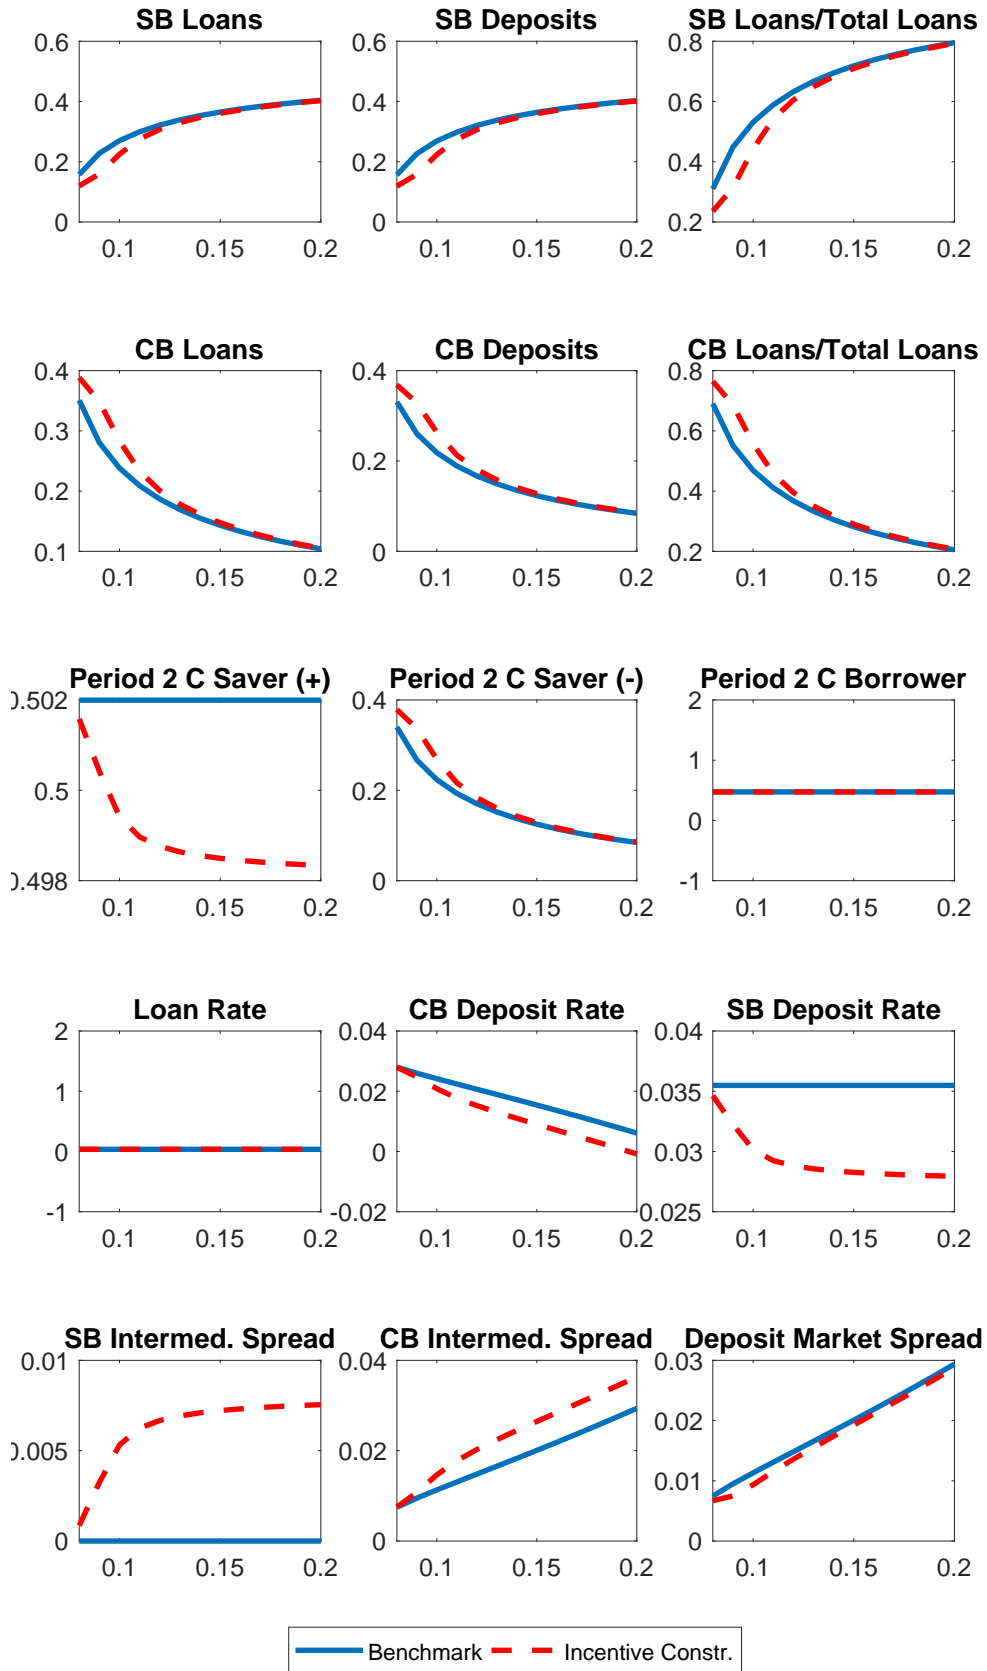 SB Loans SB Deposits SB Loans/Total Loans
0.6 0.6 0.8
0.4 0.4 0.6
0.2 0.2 0.4
0 0 0.2
0.1 0.15 0.2 0.1 0.15 0.2 0.1 0.15 0.2
CB Loans CB Deposits CB Loans/Total Loans
0.4 0.4 0.8
0.3 0.2 0.6
0.2 0.4
0.1 0 0.2
0.1 0.15 0.2 0.1 0.15 0.2 0.1 0.15 0.2
Period 2 C Saver (+) Period 2 C Saver (-) Period 2 C Borrower
0.502 0.4 2
0.5 0.2 1
0
0.498 0 -1
0.1 0.15 0.2 0.1 0.15 0.2 0.1 0.15 0.2
Loan Rate CB Deposit Rate SB Deposit Rate
2 0.04 0.04
1 0.02 0.035
0 0 0.03
-1 -0.02 0.025
0.1 0.15 0.2 0.1 0.15 0.2 0.1 0.15 0.2
SB Intermed. Spread CB Intermed. Spread Deposit Market Spread
0.01 0.04 0.03
0.005 0.02 0.02
0.01
0 0 0
0.1 0.15 0.2 0.1 0.15 0.2 0.1 0.15 0.2
Benchmark Incentive Constr.